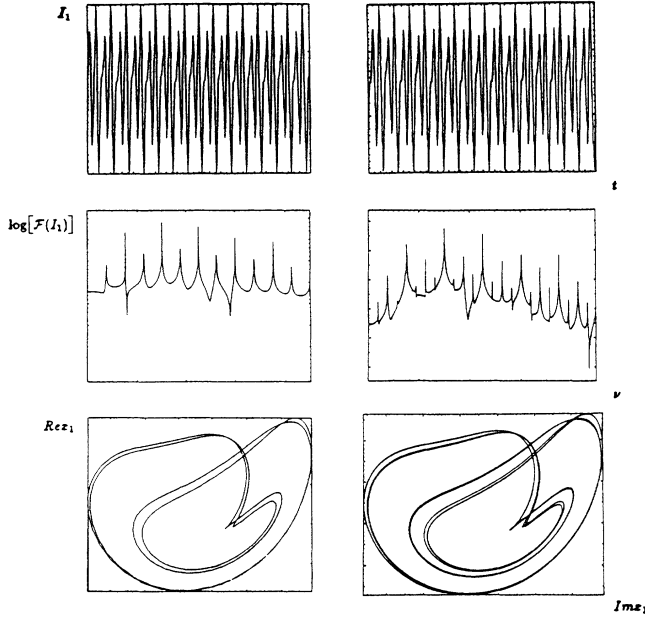 I₁
t
log[𝓕(I₁)]
ν
Rez₁
Imz₁